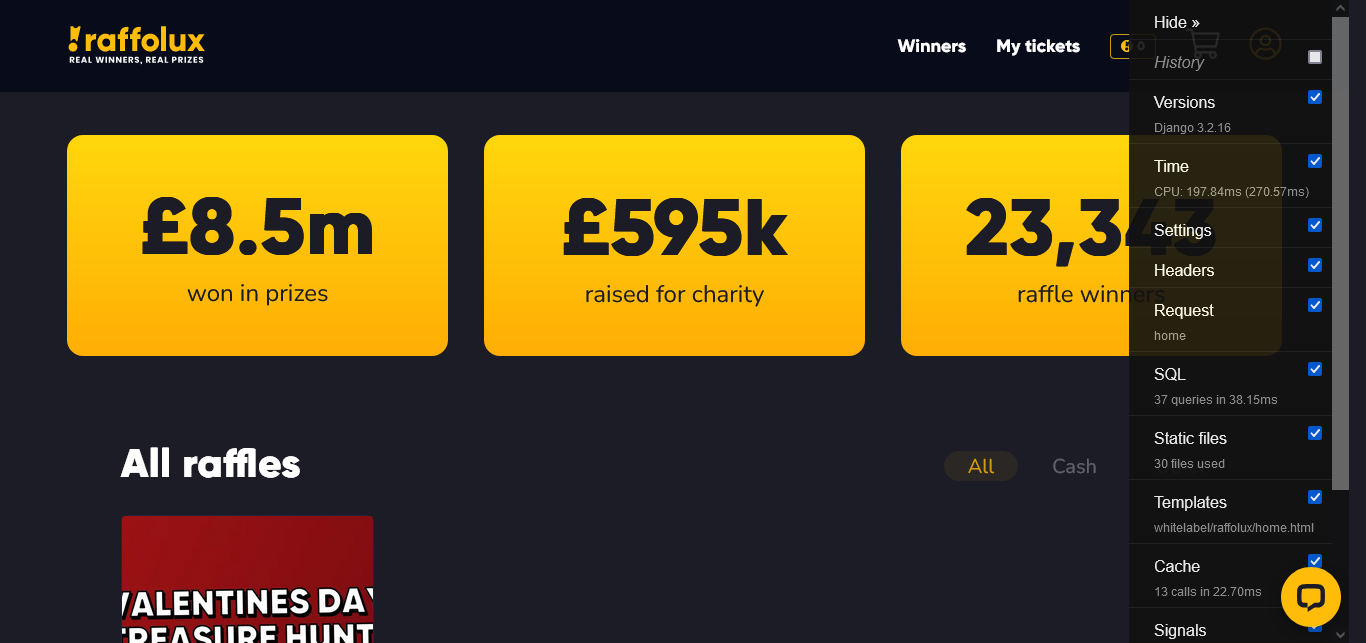 raffolux
REAL WINNERS, REAL PRIZES
Winners
My tickets
0
Hide »
History
Versions
Django 3.2.16
Time
CPU: 197.84ms (270.57ms)
Settings
Headers
Request
home
SQL
37 queries in 38.15ms
Static files
30 files used
Templates
whitelabel/raffolux/home.html
Cache
13 calls in 22.70ms
Signals
£8.5m
won in prizes
£595k
raised for charity
23,343
raffle winners
All raffles
All
Cash
VALENTINES DAY
TREASURE HUNT